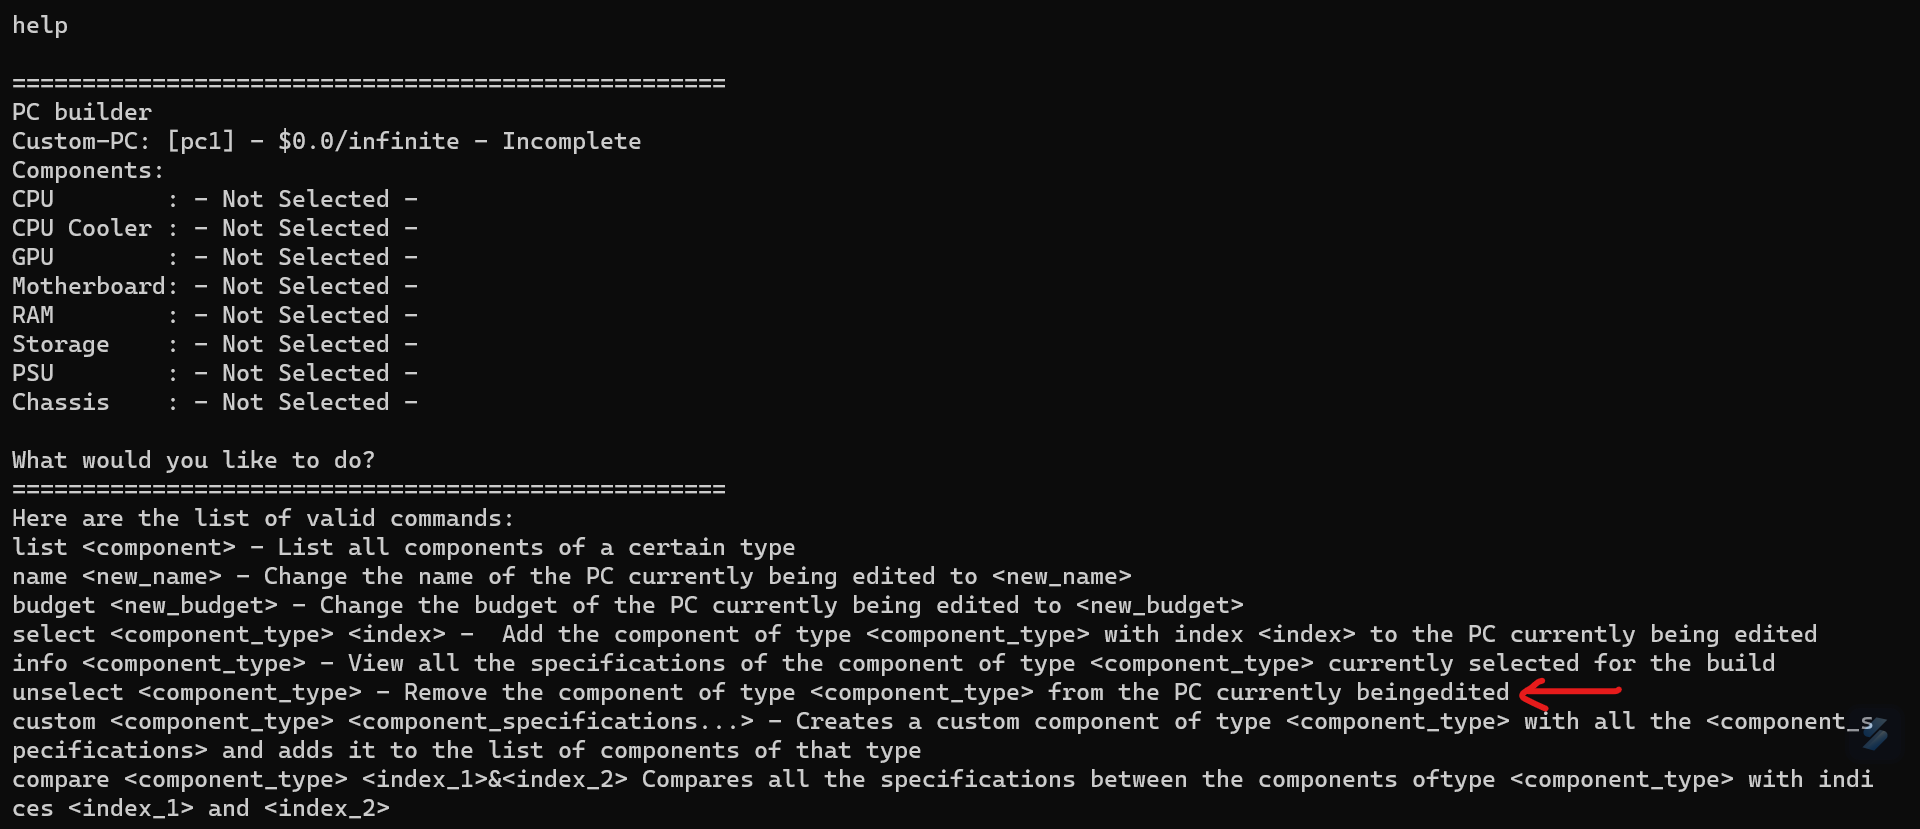 help
===================================================
PC builder
Custom-PC: [pc1] - $0.0/infinite - Incomplete
Components:
CPU        : - Not Selected -
CPU Cooler : - Not Selected -
GPU        : - Not Selected -
Motherboard: - Not Selected -
RAM        : - Not Selected -
Storage    : - Not Selected -
PSU        : - Not Selected -
Chassis    : - Not Selected -
What would you like to do?
===================================================
Here are the list of valid commands:
list <component> - List all components of a certain type
name <new_name> - Change the name of the PC currently being edited to <new_name>
budget <new_budget> - Change the budget of the PC currently being edited to <new_budget>
select <component_type> <index> -  Add the component of type <component_type> with index <index> to the PC currently being edited
info <component_type> - View all the specifications of the component of type <component_type> currently selected for the build
unselect <component_type> - Remove the component of type <component_type> from the PC currently beingedited
custom <component_type> <component_specifications...> - Creates a custom component of type <component_type> with all the <component_s
pecifications> and adds it to the list of components of that type
compare <component_type> <index_1>&<index_2> Compares all the specifications between the components oftype <component_type> with indi
ces <index_1> and <index_2>